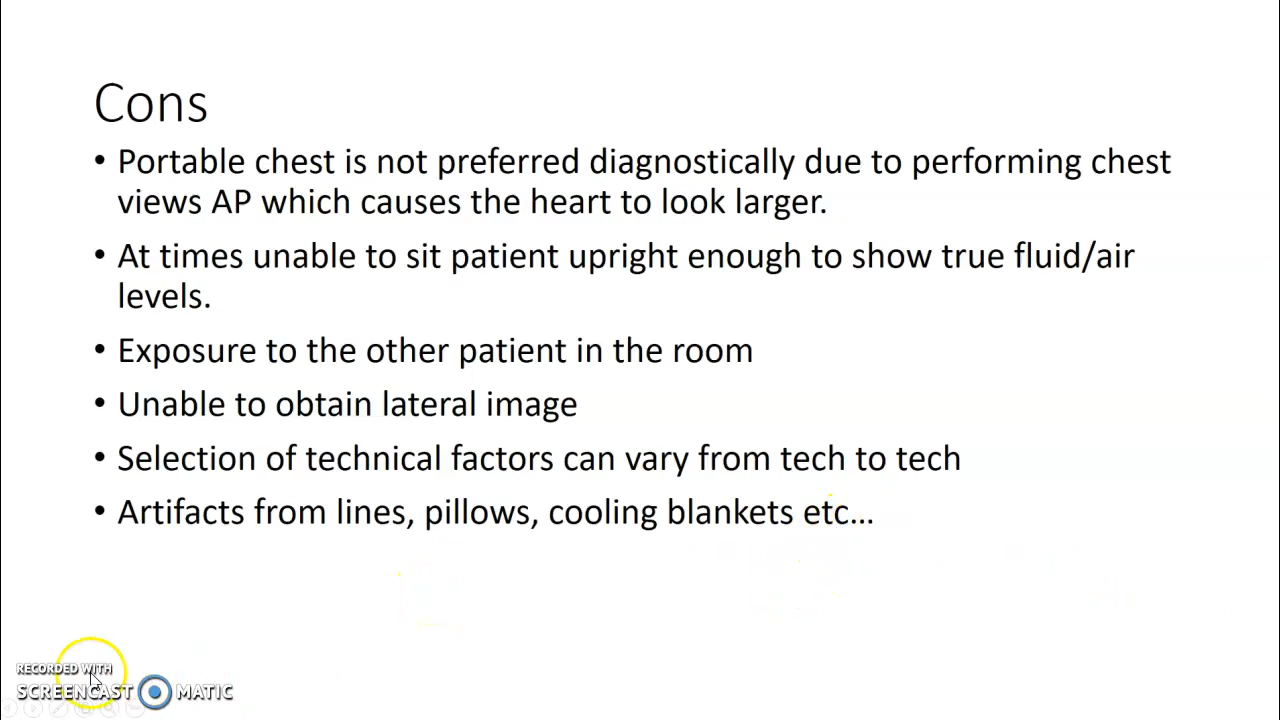 Cons
• Portable chest is not preferred diagnostically due to performing chest
views AP which causes the heart to look larger.
• At times unable to sit patient upright enough to show true fluid/air
levels.
• Exposure to the other patient in the room
• Unable to obtain lateral image
• Selection of technical factors can vary from tech to tech
• Artifacts from lines, pillows, cooling blankets etc…
RECORDED WITH
SCREENCAST MATIC